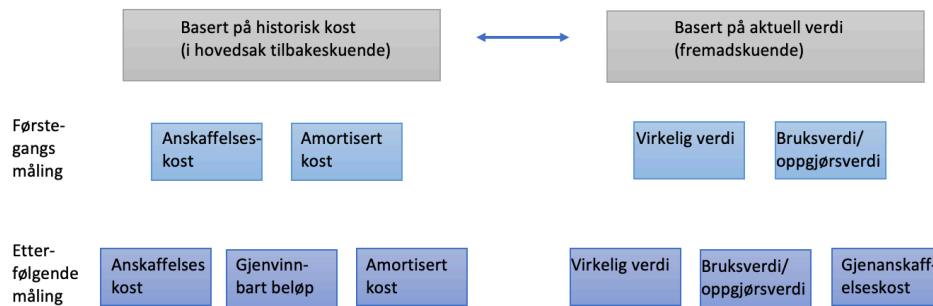 Basert på historisk kost
(i hovedsak tilbakeskuende)
Basert på aktuell verdi
(fremadskuende)
Første-
gangs
måling
Anskaffelses-
kost
Amortisert
kost
Virkelig verdi
Bruksverdi/
oppgjørsverdi
Etter-
følgende
måling
Anskaffelses
kost
Gjenvinn-
bart beløp
Amortisert
kost
Virkelig verdi
Bruksverdi/
oppgjørsverdi
Gjenanskaff-
elseskost